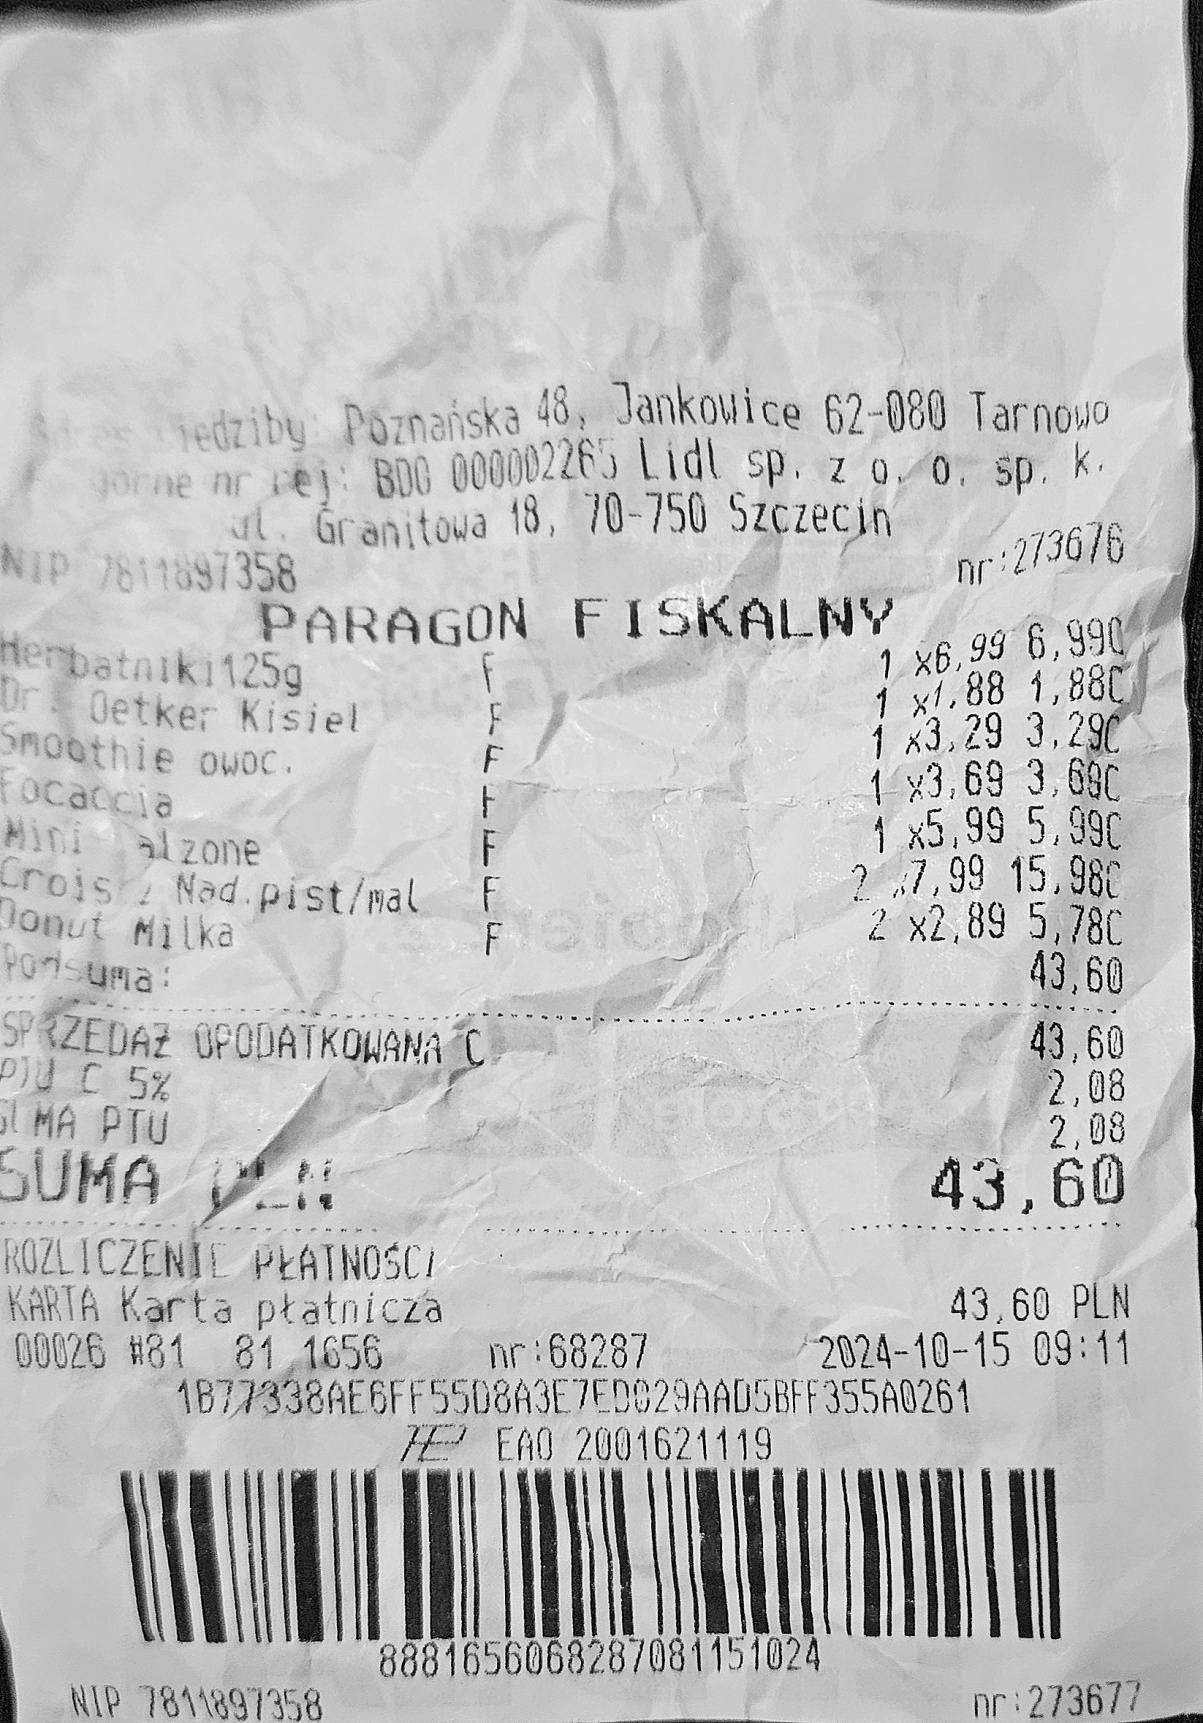 Poznańska 48, Jankowice 62-080 Tarnowo
górne nr rej: BDO 000002265 Lidl sp. z o. o. sp. k.
ul. Granitowa 18, 70-750 Szczecin
NIP 7811897358 nr:273676
PARAGON FISKALNY
Herbatniki125g F 1 x6,99 6,99C
Dr. Oetker Kisiel F 1 x1,88 1,88C
Smoothie owoc. F 1 x3,29 3,29C
Focaccia F 1 x3,69 3,69C
Mini alzone F 1 x5,99 5,99C
Crois z Nad.pist/mal F 2 x7,99 15,98C
Donut Milka F 2 x2,89 5,78C
Podsuma: 43,60
SPRZEDAŻ OPODATKOWANA C 43,60
PTU C 5% 2,08
SUMA PTU 2,08
SUMA PLN 43,60
ROZLICZENIE PŁATNOŚCI
KARTA Karta płatnicza 43,60 PLN
00026 #81 81 1656 nr:68287 2024-10-15 09:11
1B77338AE6FF55D8A3E7ED029AAD5BFF355A0261
EAO 2001621119
8881656068287081151024
NIP 7811897358 nr:273677